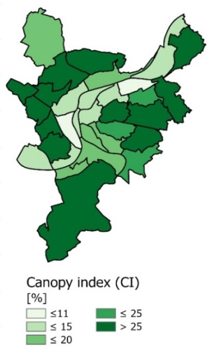 Canopy index (CI)
[%]
≤11 ≤ 25
≤ 15 > 25
≤ 20